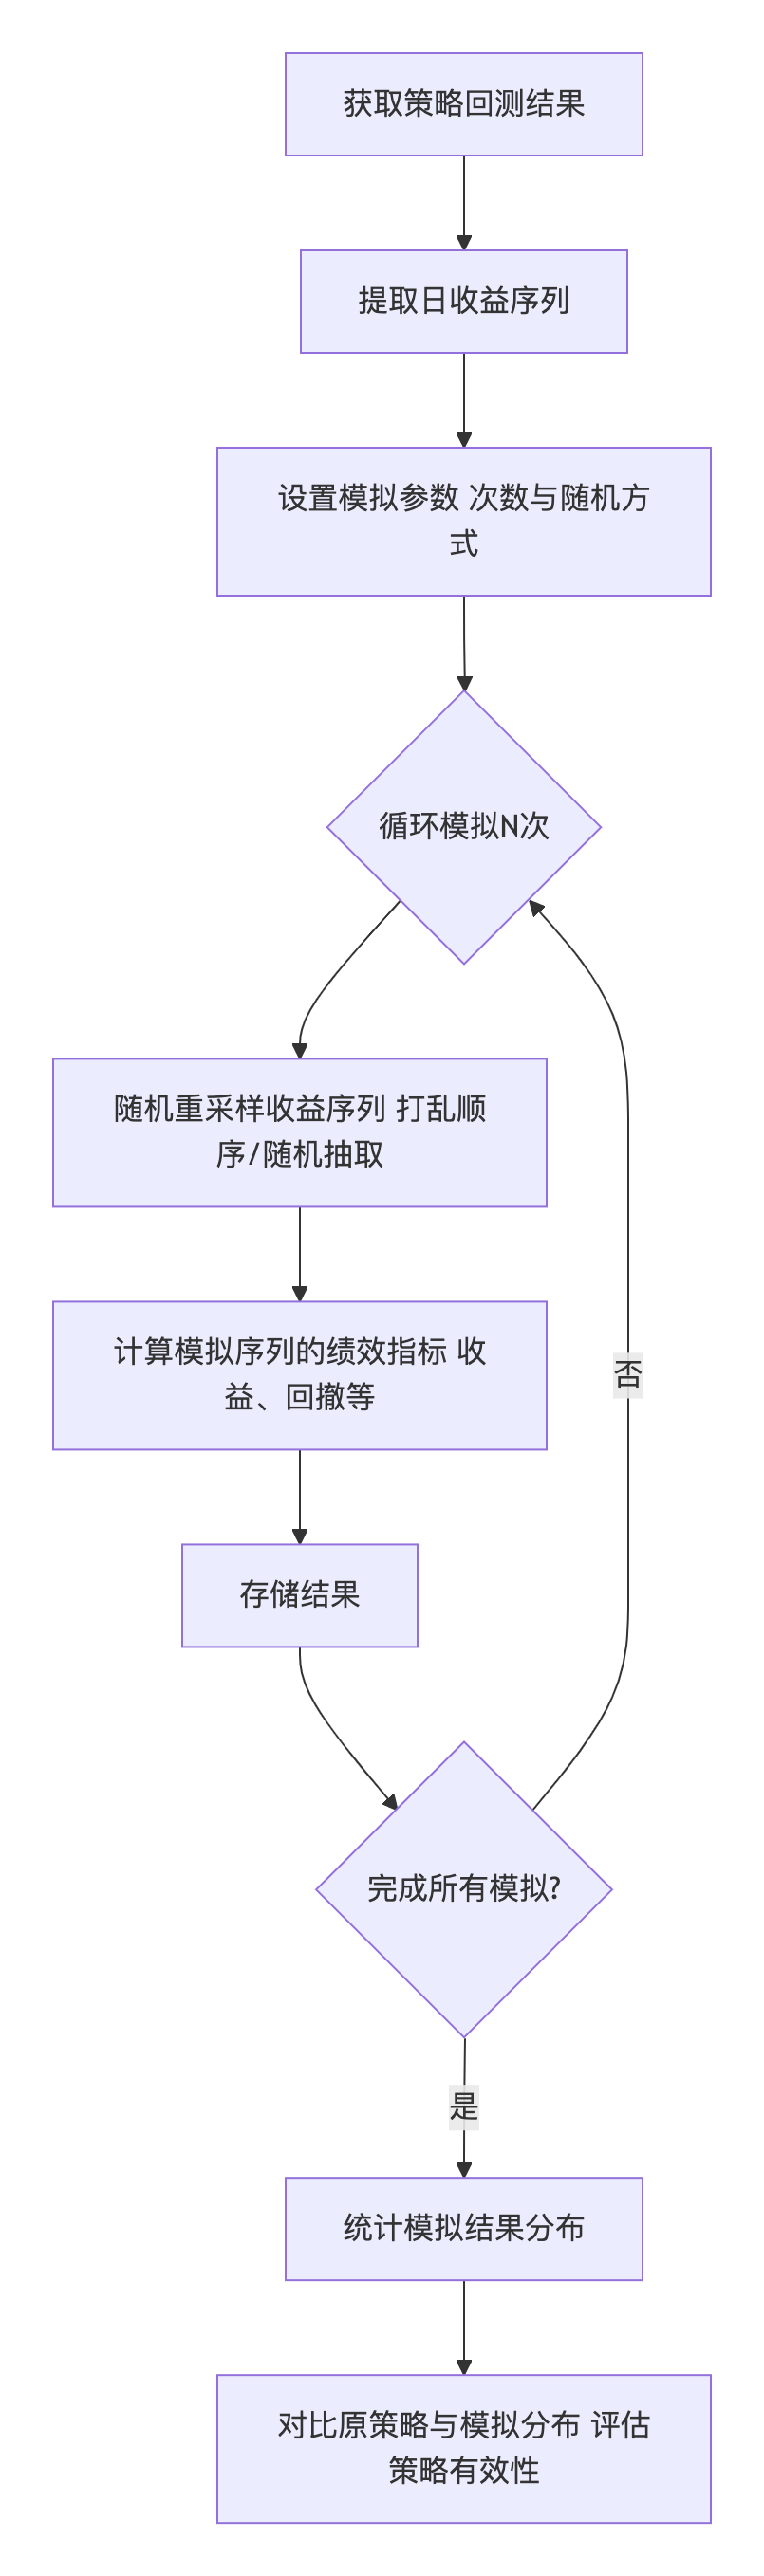 获取策略回测结果
提取日收益序列
设置模拟参数 次数与随机方
式
循环模拟N次
随机重采样收益序列 打乱顺
序/随机抽取
计算模拟序列的绩效指标 收
益、回撤等
否
存储结果
完成所有模拟?
是
统计模拟结果分布
对比原策略与模拟分布 评估
策略有效性